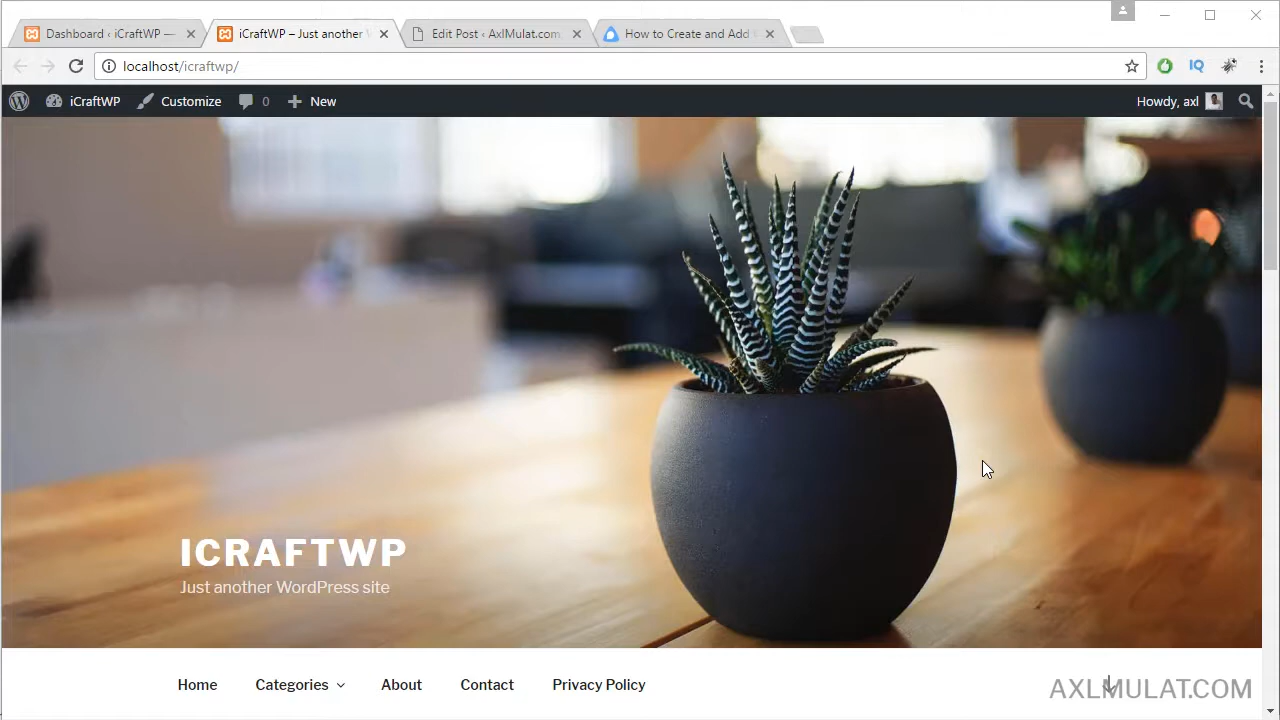 Dashboard ‹ iCraftWP —
iCraftWP – Just another
Edit Post ‹ AxlMulat.com
How to Create and Add
localhost/icraftwp/
IQ
iCraftWP
Customize
0
New
Howdy, axl
ICRAFTWP
Just another WordPress site
Home
Categories
About
Contact
Privacy Policy
AXLMULAT.COM